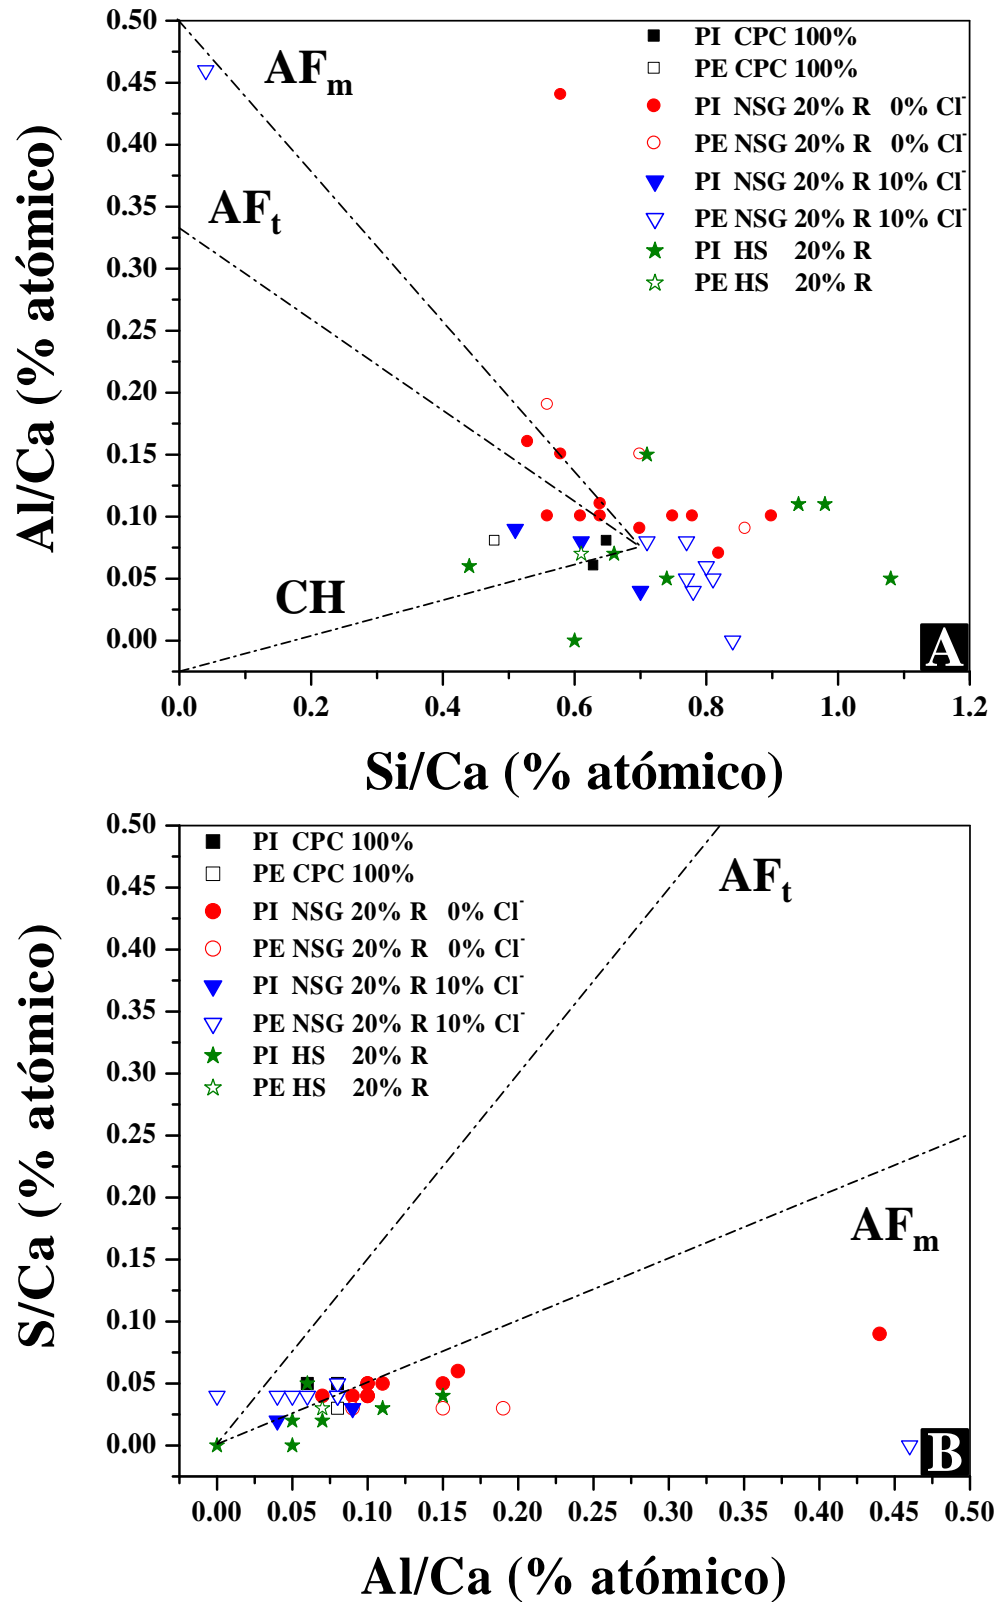 0.50
0.45
0.40
0.35
0.30
0.25
0.20
0.15
0.10
0.05
0.00
Al/Ca (% atómico)
AFm
AFt
CH
PI CPC 100%
PE CPC 100%
PI NSG 20% R 0% Cl-
PE NSG 20% R 0% Cl-
PI NSG 20% R 10% Cl-
PE NSG 20% R 10% Cl-
PI HS 20% R
PE HS 20% R
A
0.0 0.2 0.4 0.6 0.8 1.0 1.2
Si/Ca (% atómico)
0.50
0.45
0.40
0.35
0.30
0.25
0.20
0.15
0.10
0.05
0.00
S/Ca (% atómico)
PI CPC 100%
PE CPC 100%
PI NSG 20% R 0% Cl-
PE NSG 20% R 0% Cl-
PI NSG 20% R 10% Cl-
PE NSG 20% R 10% Cl-
PI HS 20% R
PE HS 20% R
AFt
AFm
B
0.00 0.05 0.10 0.15 0.20 0.25 0.30 0.35 0.40 0.45 0.50
Al/Ca (% atómico)